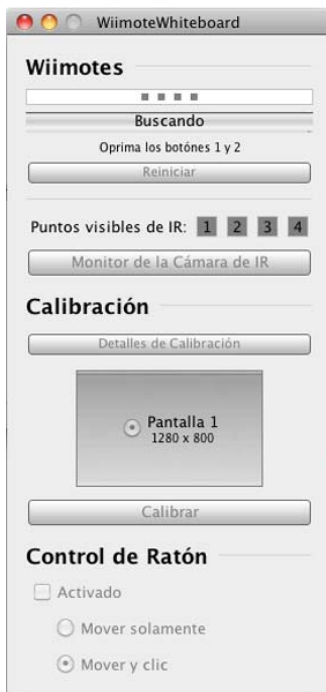 WiimoteWhiteboard
Wiimotes
Buscando
Oprima los botónes 1 y 2
Reiniciar
Puntos visibles de IR: 1 2 3 4
Monitor de la Cámara de IR
Calibración
Detalles de Calibración
Pantalla 1
1280 x 800
Calibrar
Control de Ratón
Activado
Mover solamente
Mover y clic